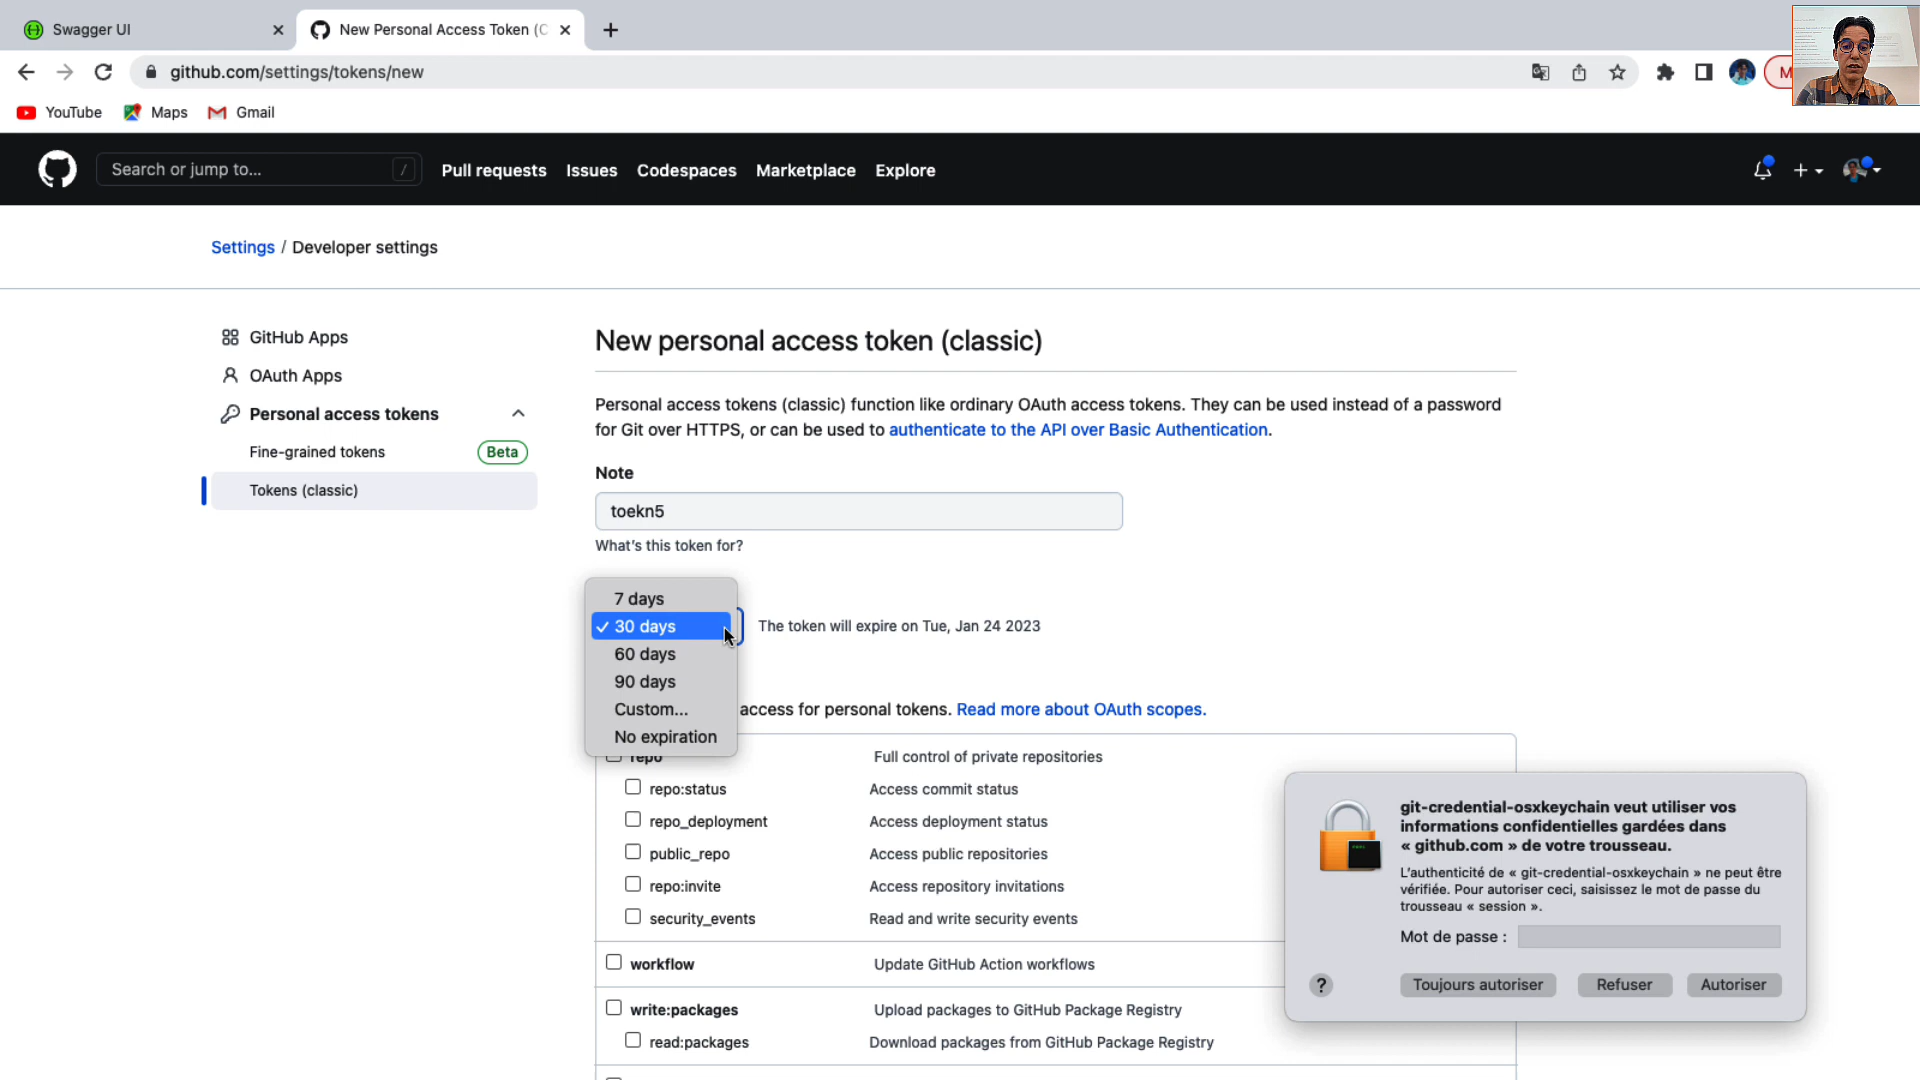 Swagger UI
New Personal Access Token (C
github.com/settings/tokens/new
M
YouTube
Maps
Gmail
Search or jump to...
/
Pull requests
Issues
Codespaces
Marketplace
Explore
Settings / Developer settings
GitHub Apps
OAuth Apps
Personal access tokens
Fine-grained tokens
Beta
Tokens (classic)
New personal access token (classic)
Personal access tokens (classic) function like ordinary OAuth access tokens. They can be used instead of a password
for Git over HTTPS, or can be used to authenticate to the API over Basic Authentication.
Note
toekn5
What's this token for?
7 days
✓ 30 days
The token will expire on Tue, Jan 24 2023
60 days
90 days
Custom...
access for personal tokens. Read more about OAuth scopes.
No expiration
repo
Full control of private repositories
repo:status
Access commit status
repo_deployment
Access deployment status
public_repo
Access public repositories
repo:invite
Access repository invitations
security_events
Read and write security events
workflow
Update GitHub Action workflows
write:packages
Upload packages to GitHub Package Registry
read:packages
Download packages from GitHub Package Registry
git-credential-osxkeychain veut utiliser vos
informations confidentielles gardées dans
« github.com » de votre trousseau.
L'authenticité de « git-credential-osxkeychain » ne peut être
vérifiée. Pour autoriser ceci, saisissez le mot de passe du
trousseau « session ».
Mot de passe :
?
Toujours autoriser
Refuser
Autoriser